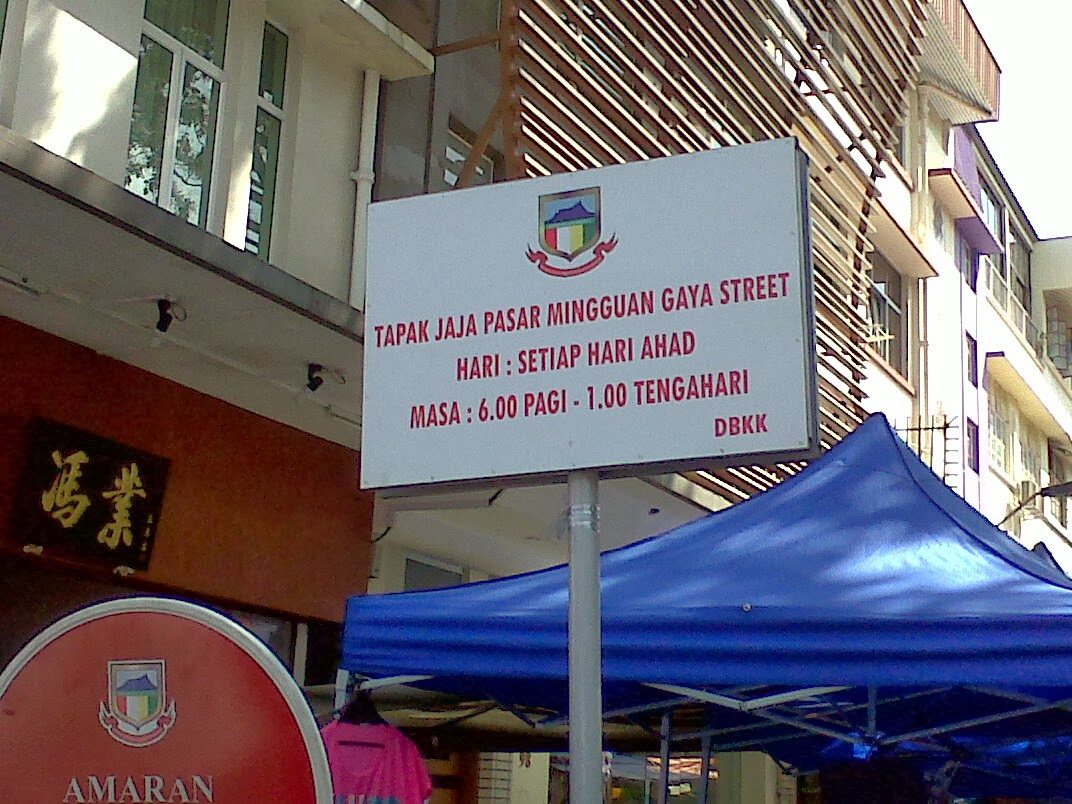 TAPAK JAJA PASAR MINGGUAN GAYA STREET
HARI : SETIAP HARI AHAD
MASA : 6.00 PAGI - 1.00 TENGAHARI
DBKK
馮業
AMARAN